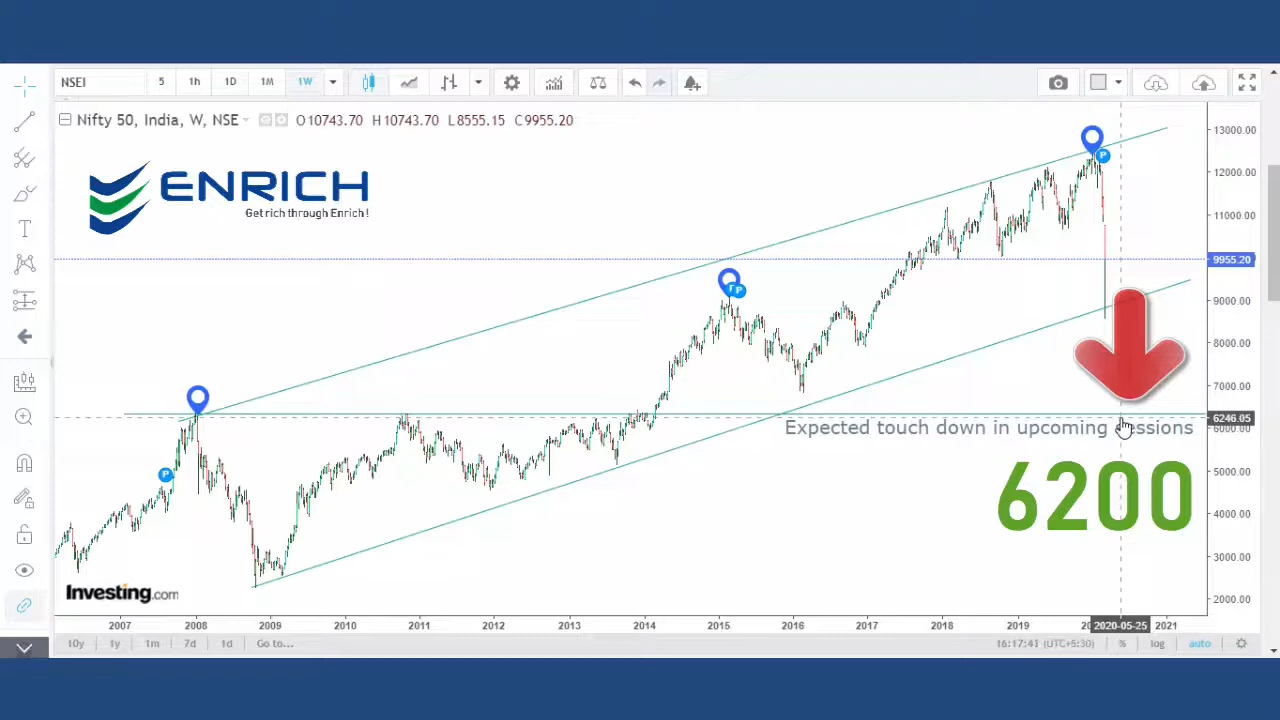 NSEI 5 1h 1D 1M 1W
Nifty 50, India, W, NSE O10743.70 H10743.70 L8555.15 C9955.20
ENRICH
Get rich through Enrich!
13000.00
12000.00
11000.00
9955.20
9000.00
8000.00
7000.00
6246.05
6000.00
5000.00
4000.00
3000.00
2000.00
P
P
P
T
Expected touch down in upcoming sessions
6200
Investing.com
2007 2008 2009 2010 2011 2012 2013 2014 2015 2016 2017 2018 2019 2020-05-25 2021
10y 1y 1m 7d 1d Go to... 16:17:41 (UTC+5:30) % log auto